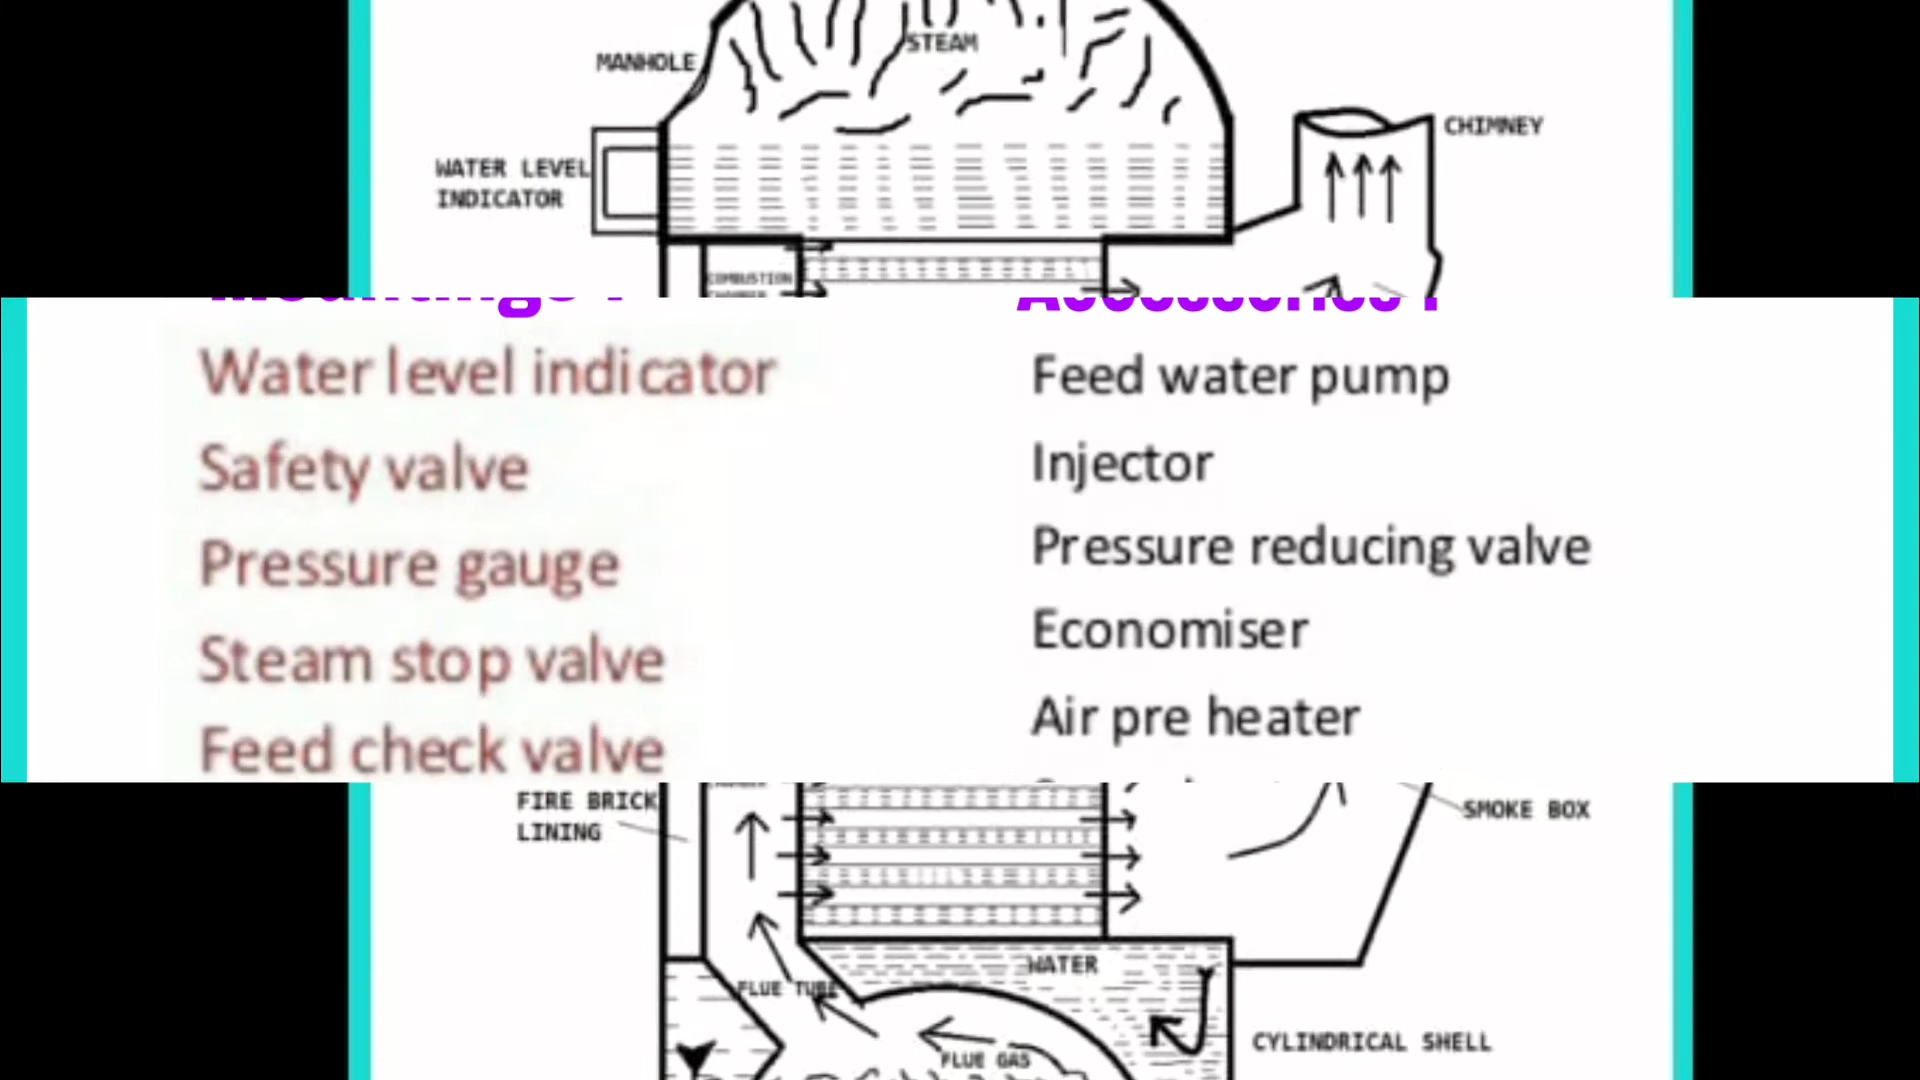 STEAM
MANHOLE
CHIMNEY
WATER LEVEL
INDICATOR
COMBUSTION
Water level indicator
Safety valve
Pressure gauge
Steam stop valve
Feed check valve
Feed water pump
Injector
Pressure reducing valve
Economiser
Air pre heater
FIRE BRICK
LINING
SMOKE BOX
WATER
FLUE TUBE
CYLINDRICAL SHELL
FLUE GAS